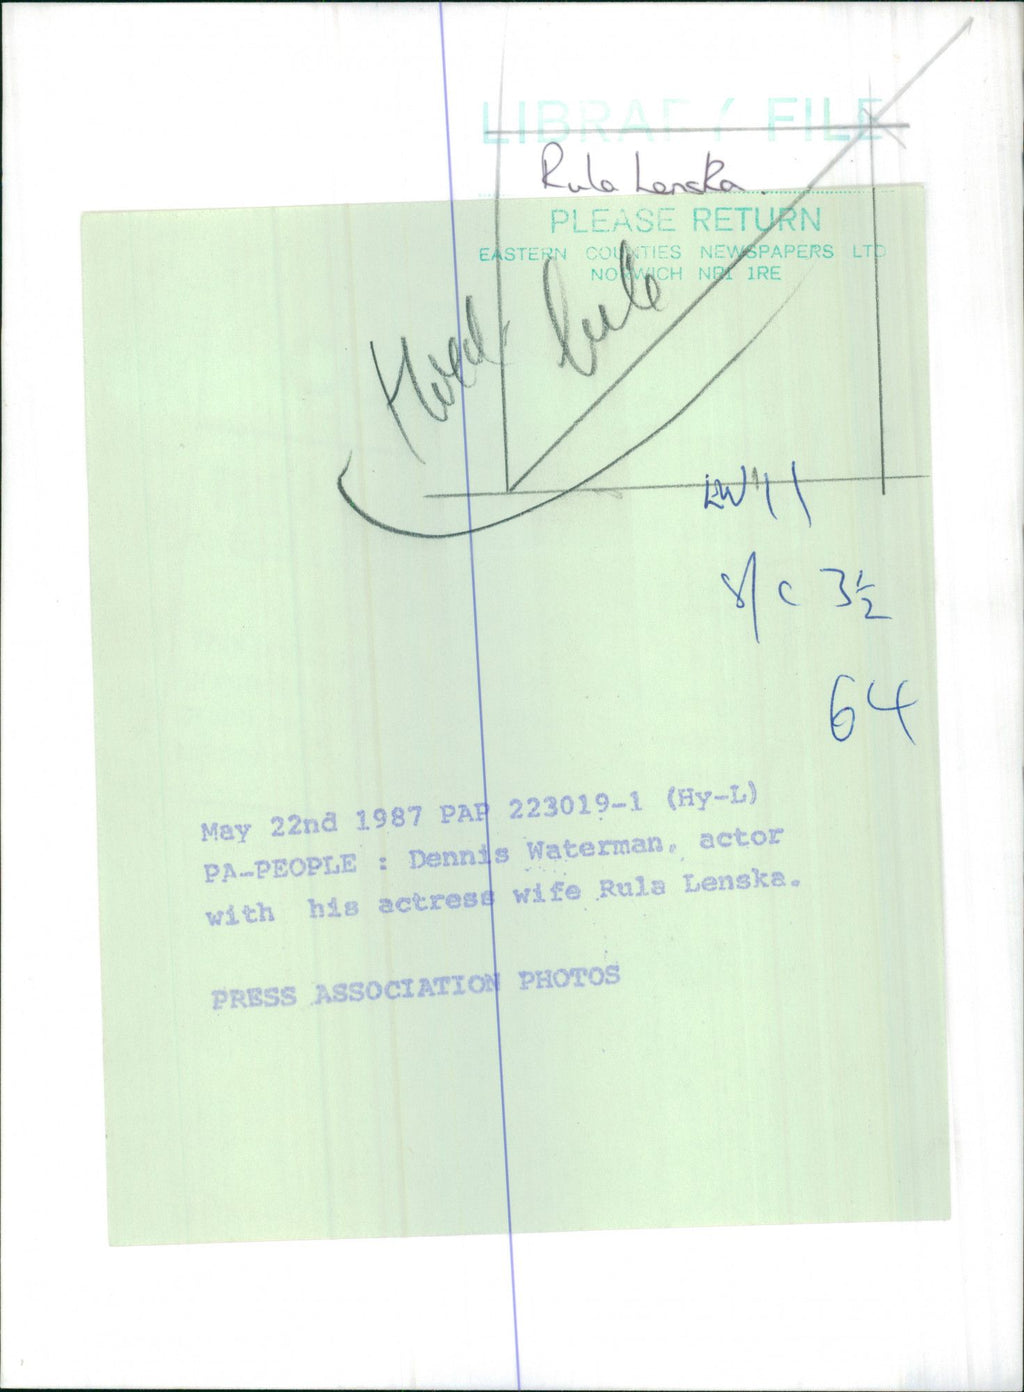 LIBRARY FILE
Rula Lenska.
PLEASE RETURN
EASTERN COUNTIES NEWSPAPERS LTD
NORWICH NR1 1RE
S/C 3½
64
May 22nd 1987 PAP 223019-1 (Hy-L)
PA-PEOPLE : Dennis Waterman, actor
with his actress wife Rula Lenska.
PRESS ASSOCIATION PHOTOS